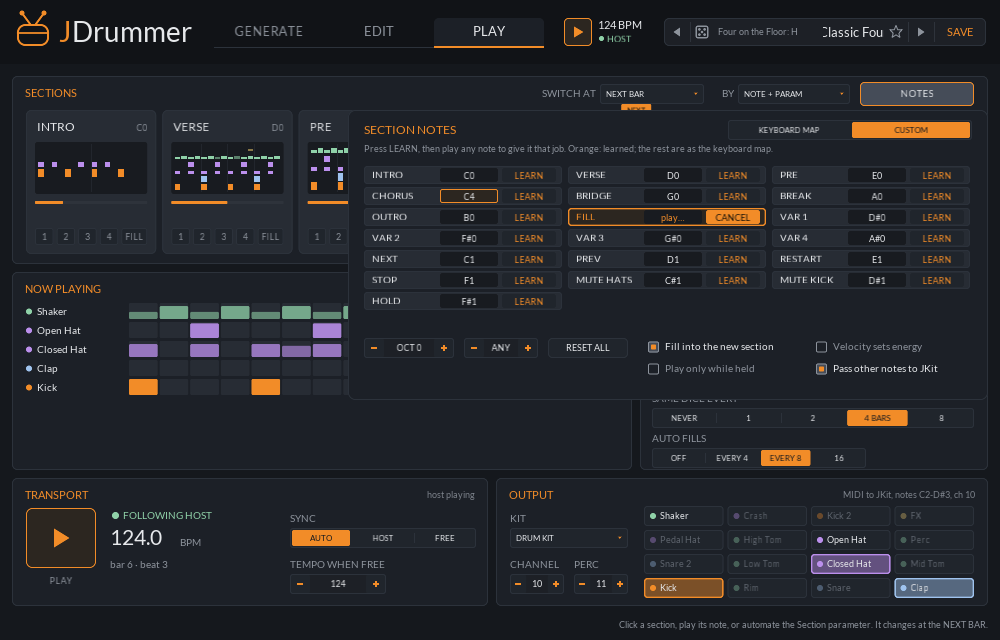 JDrummer
GENERATE EDIT PLAY
124 BPM
HOST
Four on the Floor: H
Classic Fou
SAVE
SECTIONS
SWITCH AT NEXT BAR BY NOTE + PARAM NOTES
INTRO C0 VERSE D0 PRE
1 2 3 4 FILL 1 2 3 4 FILL 1 2
SECTION NOTES KEYBOARD MAP CUSTOM
Press LEARN, then play any note to give it that job. Orange: learned; the rest are as the keyboard map.
INTRO C0 LEARN VERSE D0 LEARN PRE E0 LEARN
CHORUS C4 LEARN BRIDGE G0 LEARN BREAK A0 LEARN
OUTRO B0 LEARN FILL play... CANCEL VAR 1 D#0 LEARN
VAR 2 F#0 LEARN VAR 3 G#0 LEARN VAR 4 A#0 LEARN
NEXT C1 LEARN PREV D1 LEARN RESTART E1 LEARN
STOP F1 LEARN MUTE HATS C#1 LEARN MUTE KICK D#1 LEARN
HOLD F#1 LEARN
- OCT 0 + - ANY + RESET ALL
Fill into the new section Velocity sets energy
Play only while held Pass other notes to JKit
NOW PLAYING
Shaker
Open Hat
Closed Hat
Clap
Kick
NEVER 1 2 4 BARS 8
AUTO FILLS
OFF EVERY 4 EVERY 8 16
TRANSPORT host playing
PLAY
FOLLOWING HOST
124.0 BPM
bar 6 · beat 3
SYNC
AUTO HOST FREE
TEMPO WHEN FREE
- 124 +
OUTPUT MIDI to JKit, notes C2-D#3, ch 10
KIT
DRUM KIT
CHANNEL PERC
- 10 + - 11 +
Shaker Crash Kick 2 FX
Pedal Hat High Tom Open Hat Perc
Snare 2 Low Tom Closed Hat Mid Tom
Kick Rim Snare Clap
Click a section, play its note, or automate the Section parameter. It changes at the NEXT BAR.